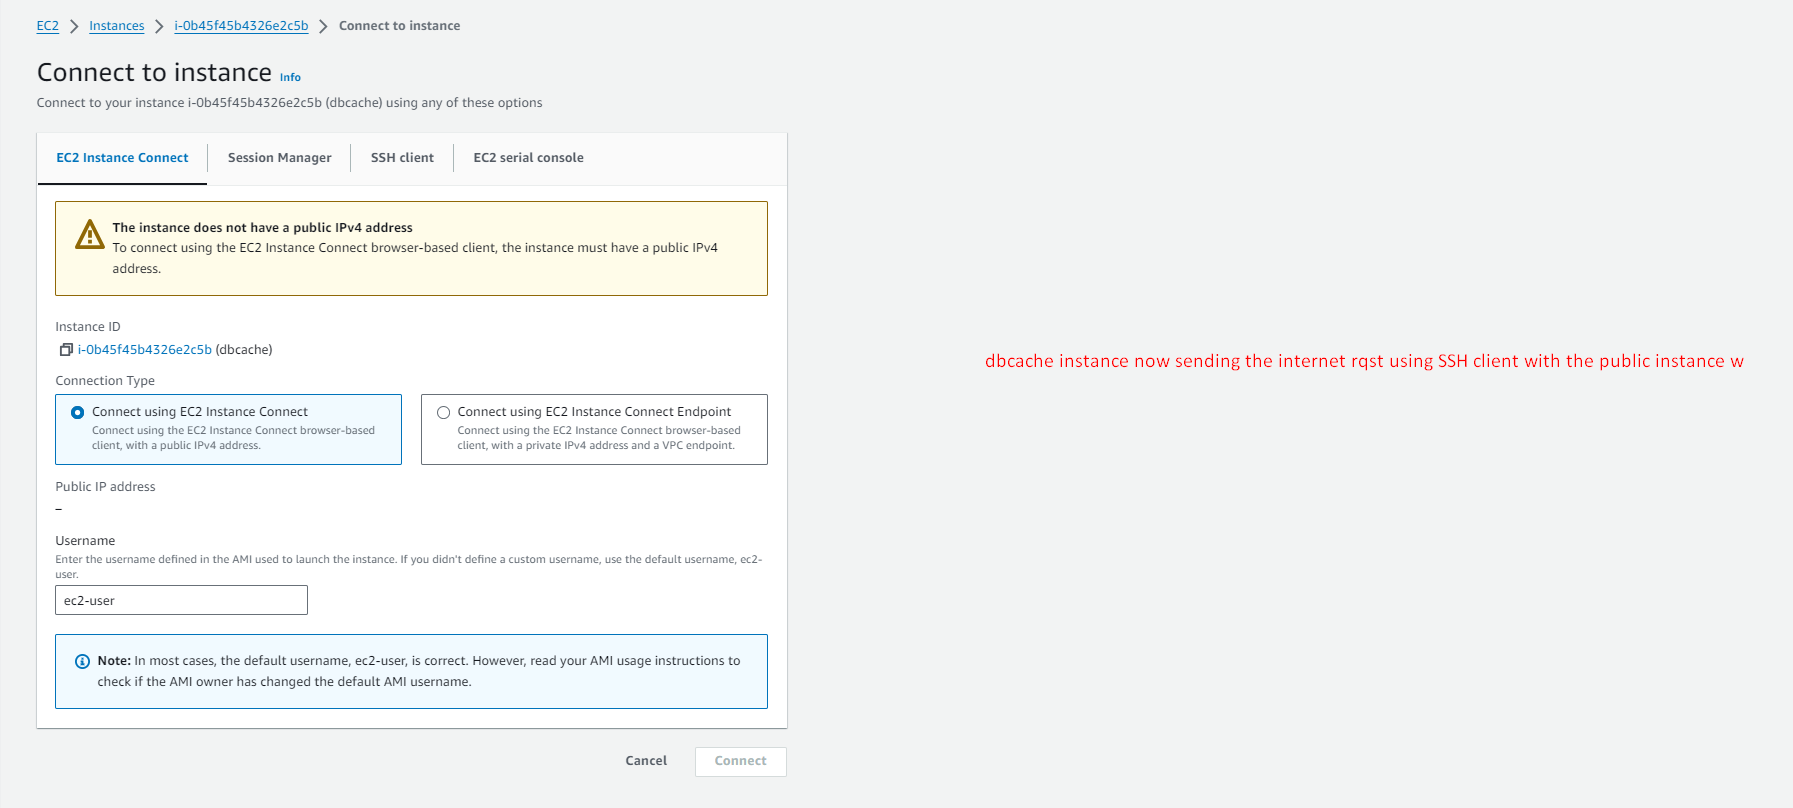 EC2 > Instances > i-0b45f45b4326e2c5b > Connect to instance
Connect to instance Info
Connect to your instance i-0b45f45b4326e2c5b (dbcache) using any of these options
EC2 Instance Connect Session Manager SSH client EC2 serial console
The instance does not have a public IPv4 address
To connect using the EC2 Instance Connect browser-based client, the instance must have a public IPv4
address.
Instance ID
i-0b45f45b4326e2c5b (dbcache)
dbcache instance now sending the internet rqst using SSH client with the public instance w
Connection Type
Connect using EC2 Instance Connect
Connect using the EC2 Instance Connect browser-based
client, with a public IPv4 address.
Connect using EC2 Instance Connect Endpoint
Connect using the EC2 Instance Connect browser-based
client, with a private IPv4 address and a VPC endpoint.
Public IP address
–
Username
Enter the username defined in the AMI used to launch the instance. If you didn't define a custom username, use the default username, ec2-
user.
ec2-user
Note: In most cases, the default username, ec2-user, is correct. However, read your AMI usage instructions to
check if the AMI owner has changed the default AMI username.
Cancel Connect